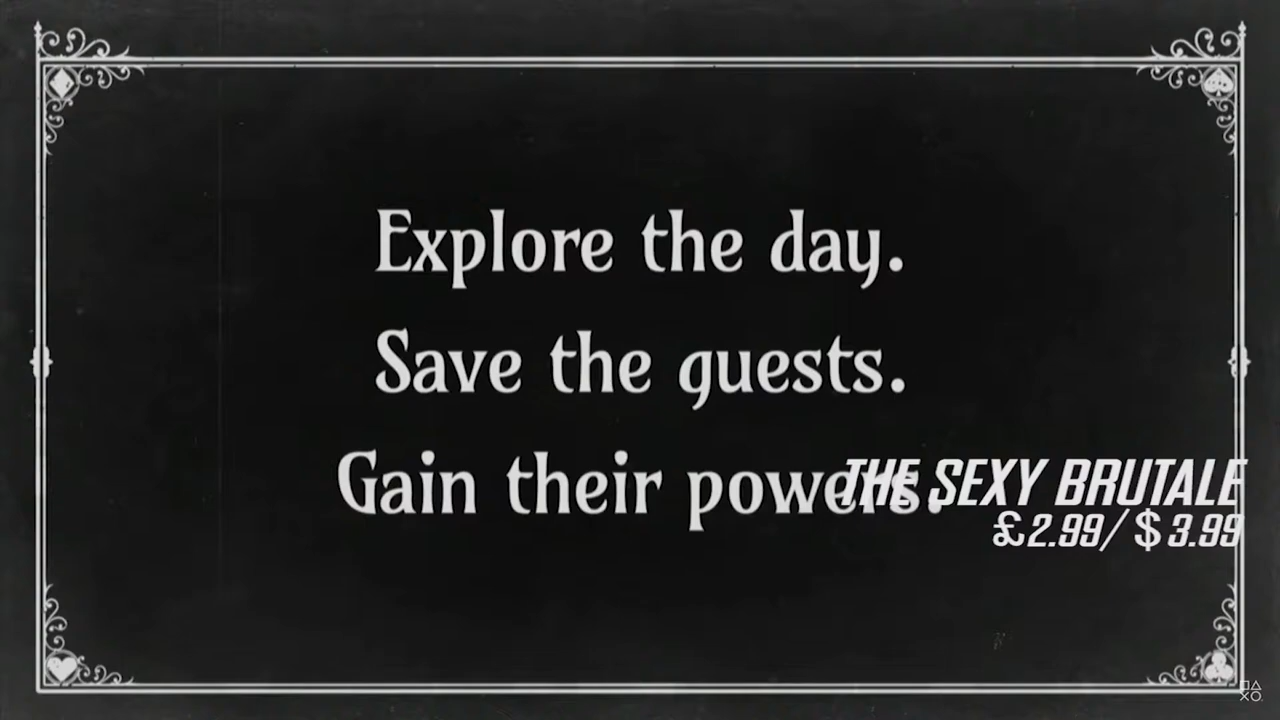 Explore the day.
Save the guests.
Gain their powers.
THE SEXY BRUTALE
£2.99/$3.99